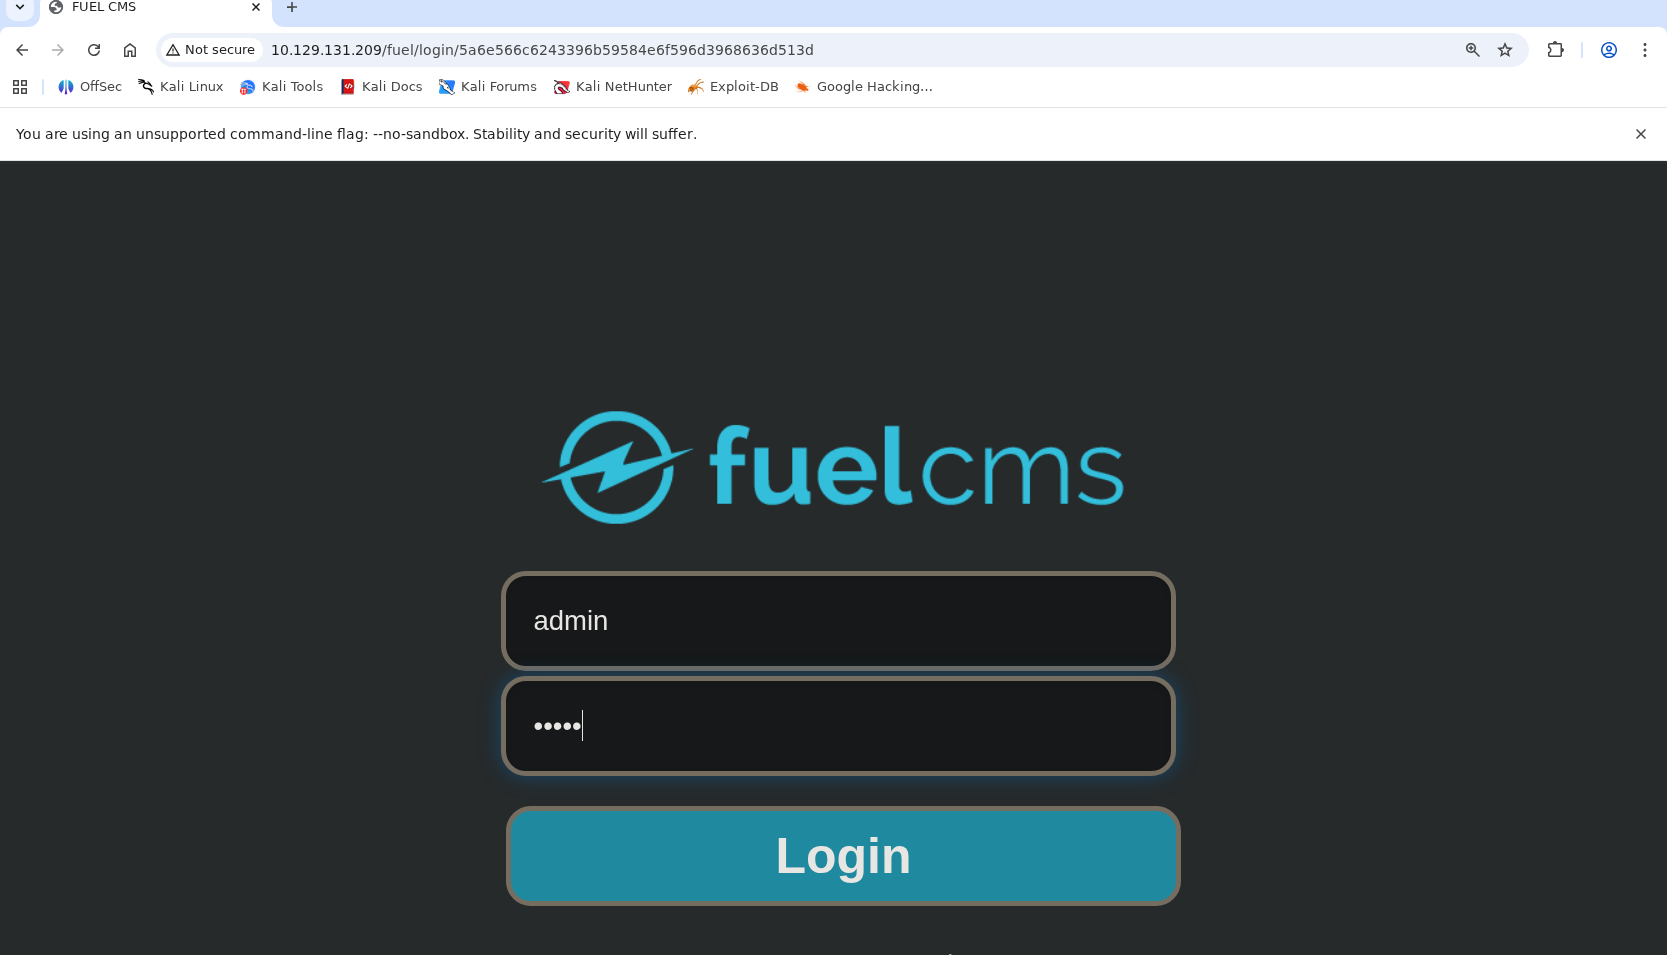 FUEL CMS
Not secure
10.129.131.209/fuel/login/5a6e566c6243396b59584e6f596d3968636d513d
OffSec
Kali Linux
Kali Tools
Kali Docs
Kali Forums
Kali NetHunter
Exploit-DB
Google Hacking...
You are using an unsupported command-line flag: --no-sandbox. Stability and security will suffer.
fuelcms
admin
•••••
Login